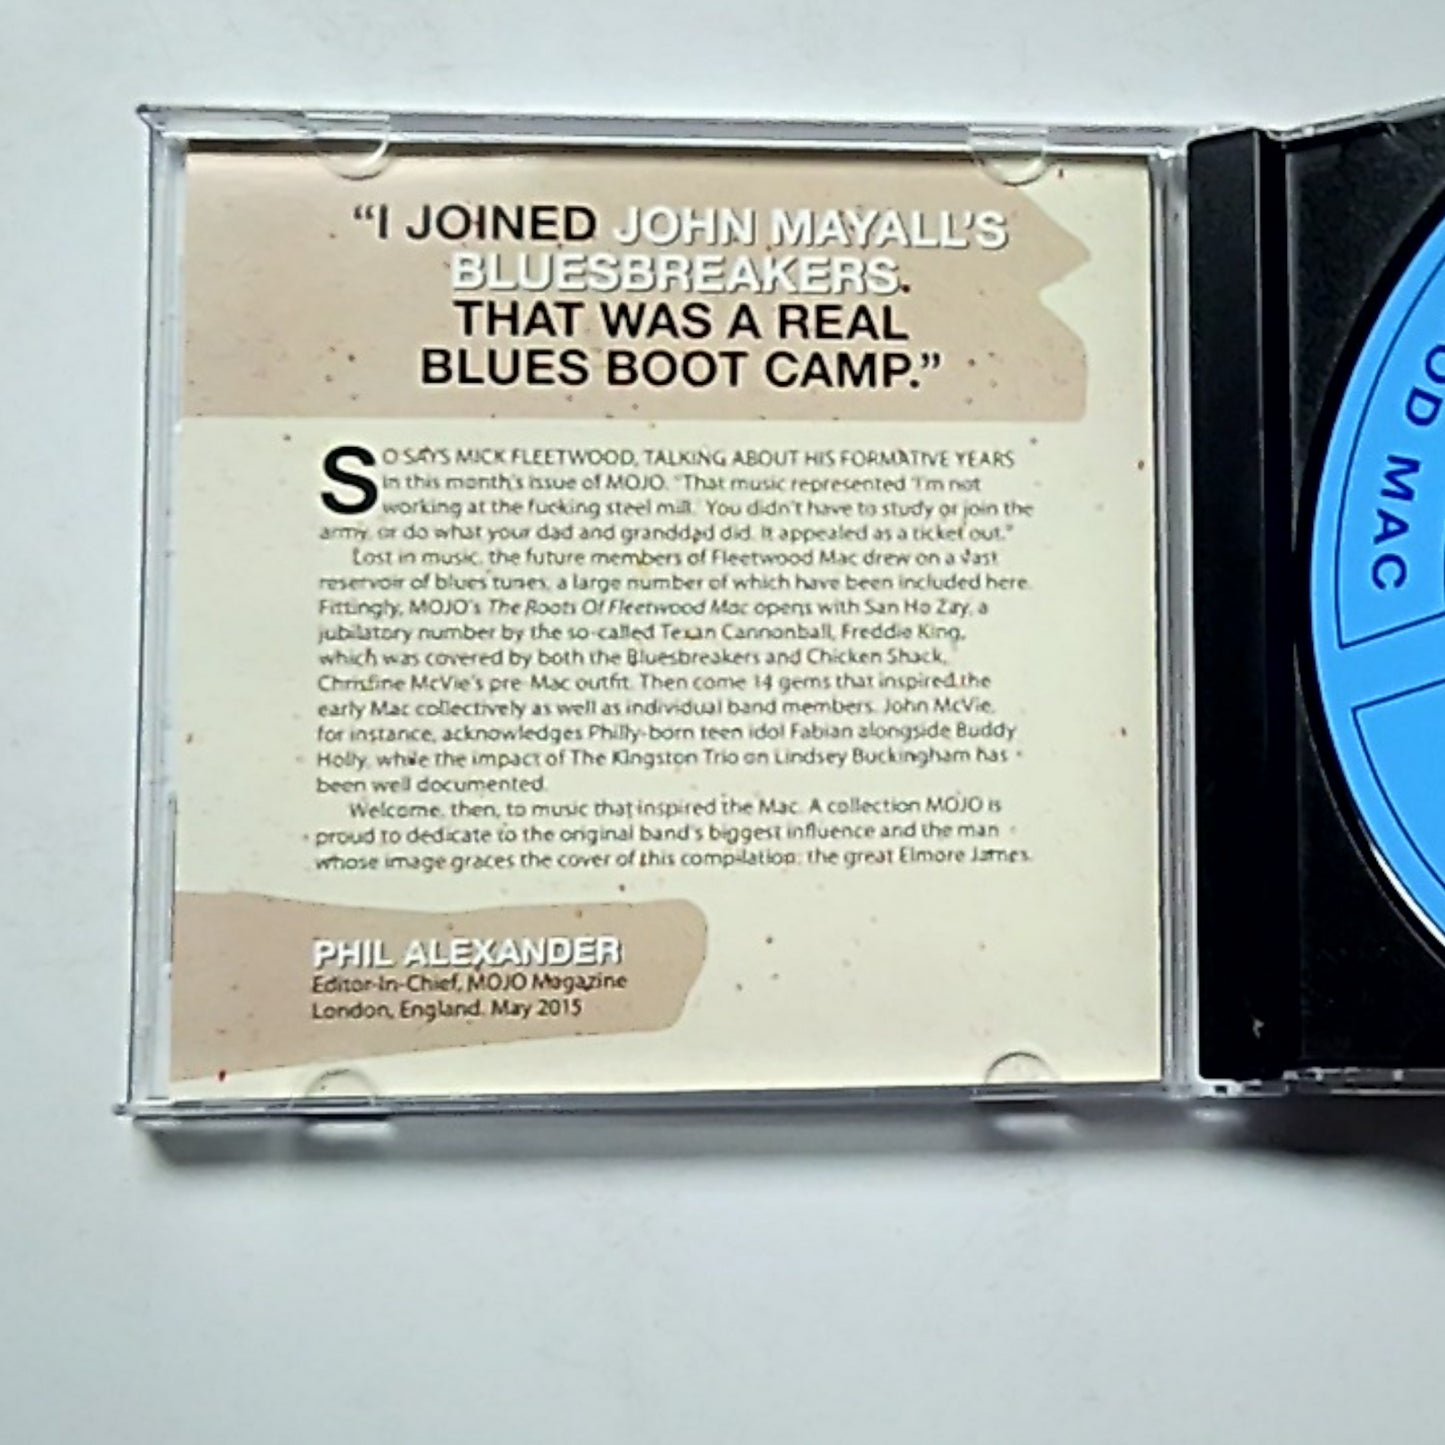 “I JOINED JOHN MAYALL’S
BLUESBREAKERS.
THAT WAS A REAL
BLUES BOOT CAMP.”
SO SAYS MICK FLEETWOOD, TALKING ABOUT HIS FORMATIVE YEARS
in this month's issue of MOJO. "That music represented 'I'm not
working at the fucking steel mill.' You didn't have to study or join the
army, or do what your dad and granddad did. It appealed as a ticket out."
Lost in music, the future members of Fleetwood Mac drew on a vast
reservoir of blues tunes, a large number of which have been included here.
Fittingly, MOJO's The Roots Of Fleetwood Mac opens with San Ho Zay, a
jubilatory number by the so-called Texan Cannonball, Freddie King,
which was covered by both the Bluesbreakers and Chicken Shack,
Christine McVie's pre-Mac outfit. Then come 14 gems that inspired the
early Mac collectively as well as individual band members. John McVie,
for instance, acknowledges Philly-born teen idol Fabian alongside Buddy
Holly, while the impact of The Kingston Trio on Lindsey Buckingham has
been well documented.
Welcome, then, to music that inspired the Mac. A collection MOJO is
proud to dedicate to the original band's biggest influence and the man
whose image graces the cover of this compilation: the great Elmore James.
PHIL ALEXANDER
Editor-In-Chief, MOJO Magazine
London, England. May 2015
OD MAC